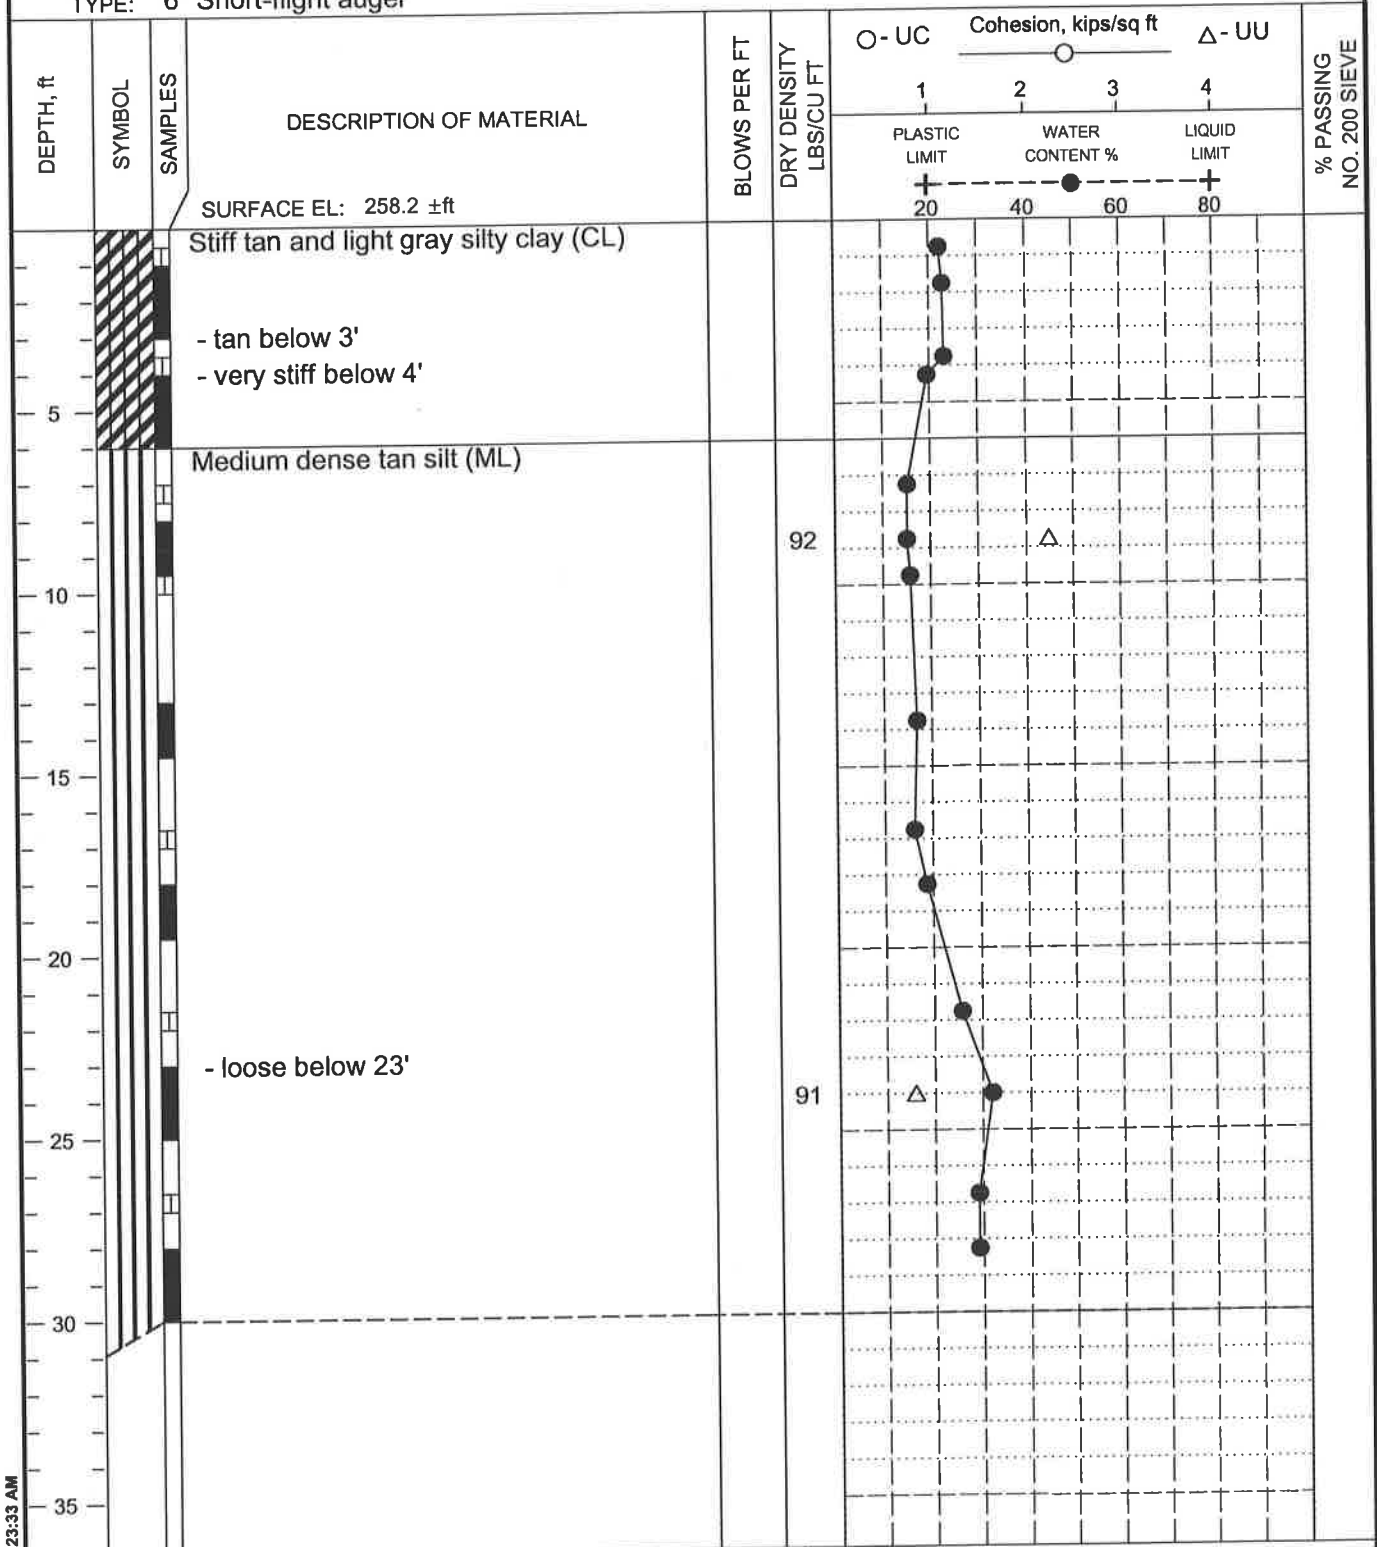 TYPE: 6" Short-flight auger
DEPTH, ft
SYMBOL
SAMPLES
DESCRIPTION OF MATERIAL
SURFACE EL: 258.2 ±ft
BLOWS PER FT
DRY DENSITY
LBS/CU FT
O - UC Cohesion, kips/sq ft △ - UU
1 2 3 4
PLASTIC WATER LIQUID
LIMIT CONTENT % LIMIT
20 40 60 80
% PASSING
NO. 200 SIEVE
Stiff tan and light gray silty clay (CL)
- tan below 3'
- very stiff below 4'
5
Medium dense tan silt (ML)
92
10
15
20
- loose below 23'
91
25
30
35
23:33 AM